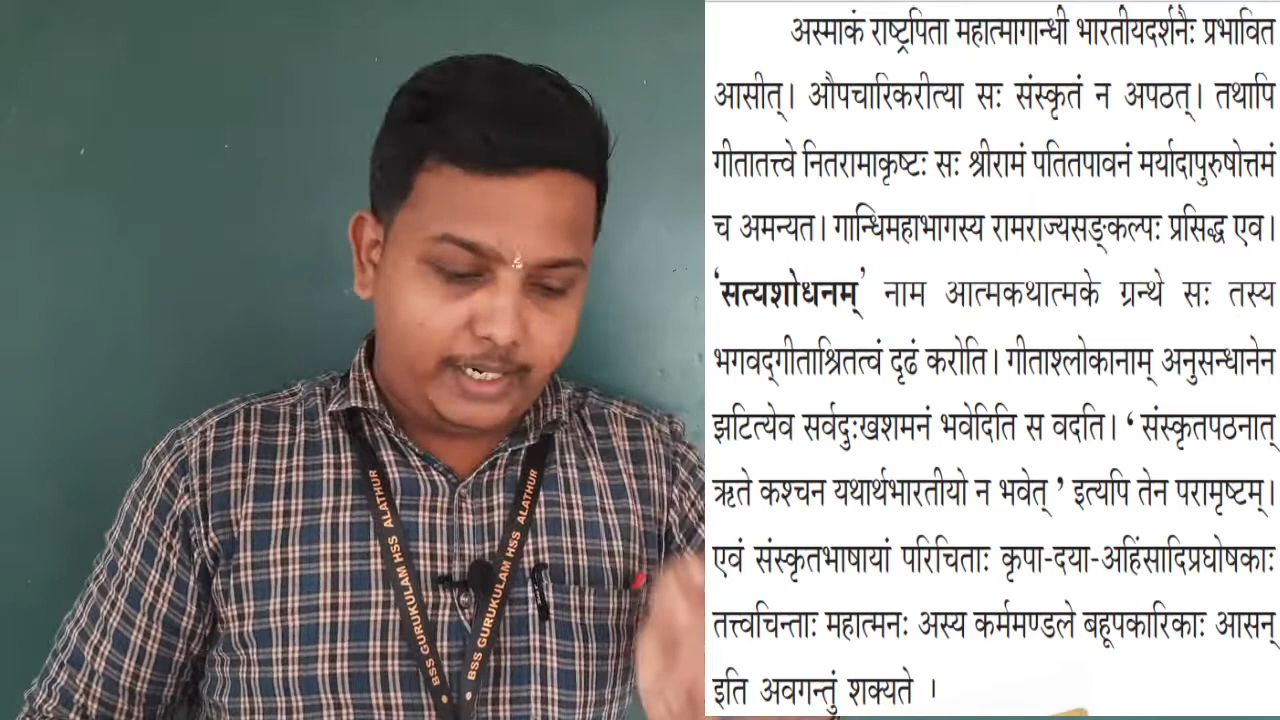 अस्माकं राष्ट्रपिता महात्मागान्धी भारतीयदर्शनैः प्रभावित
आसीत्। औपचारिकरीत्या सः संस्कृतं न अपठत्। तथापि
गीतातत्त्वे नितरामाकृष्टः सः श्रीरामं पतितपावनं मर्यादापुरुषोत्तमं
च अमन्यत। गान्धिमहाभागस्य रामराज्यसङ्कल्पः प्रसिद्ध एव।
‘सत्यशोधनम्’ नाम आत्मकथात्मके ग्रन्थे सः तस्य
भगवद्गीताश्रितत्वं दृढं करोति। गीताश्लोकानाम् अनुसन्धानेन
झटित्येव सर्वदुःखशमनं भवेदिति स वदति। ‘ संस्कृतपठनात्
ऋते कश्चन यथार्थभारतीयो न भवेत् ’ इत्यपि तेन परामृष्टम्।
एवं संस्कृतभाषायां परिचिताः कृपा-दया-अहिंसादिप्रघोषकाः
तत्त्वचिन्ताः महात्मनः अस्य कर्ममण्डले बहूपकारिकाः आसन्
इति अवगन्तुं शक्यते ।
BSS GURUKULAM HSS ALATHUR
BSS GURUKULAM HSS ALATHUR